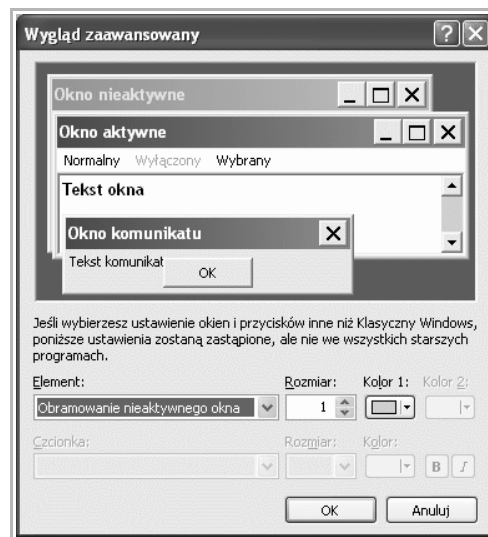 Wygląd zaawansowany
Okno nieaktywne
Okno aktywne
Normalny Wyłączony Wybrany
Tekst okna
Okno komunikatu
Tekst komunikat
OK
Jeśli wybierzesz ustawienie okien i przycisków inne niż Klasyczny Windows,
poniższe ustawienia zostaną zastąpione, ale nie we wszystkich starszych
programach.
Element: Rozmiar: Kolor 1: Kolor 2:
Obramowanie nieaktywnego okna 1
Czcionka: Rozmiar: Kolor:
B I
OK Anuluj